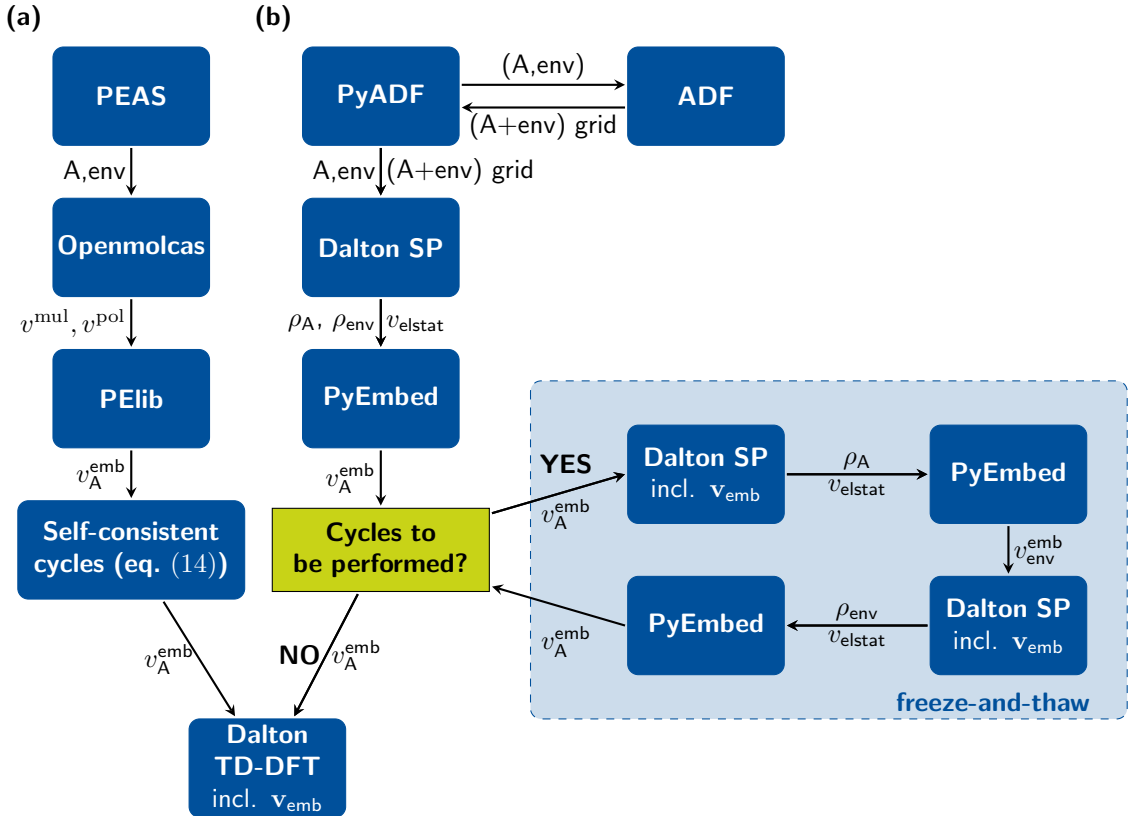 (a)
(b)
PEAS
PyADF
(A,env)
(A+env) grid
ADF
A,env
A,env
(A+env) grid
Openmolcas
Dalton SP
v^mul, v^pol
ρ_A, ρ_env
v_elstat
PElib
PyEmbed
v_A^emb
v_A^emb
Self-consistent
cycles (eq. (14))
Cycles to
be performed?
YES
v_A^emb
Dalton SP
incl. v_emb
ρ_A
v_elstat
PyEmbed
v_env^emb
Dalton SP
incl. v_emb
ρ_env
v_elstat
PyEmbed
v_A^emb
freeze-and-thaw
v_A^emb
NO
v_A^emb
Dalton
TD-DFT
incl. v_emb